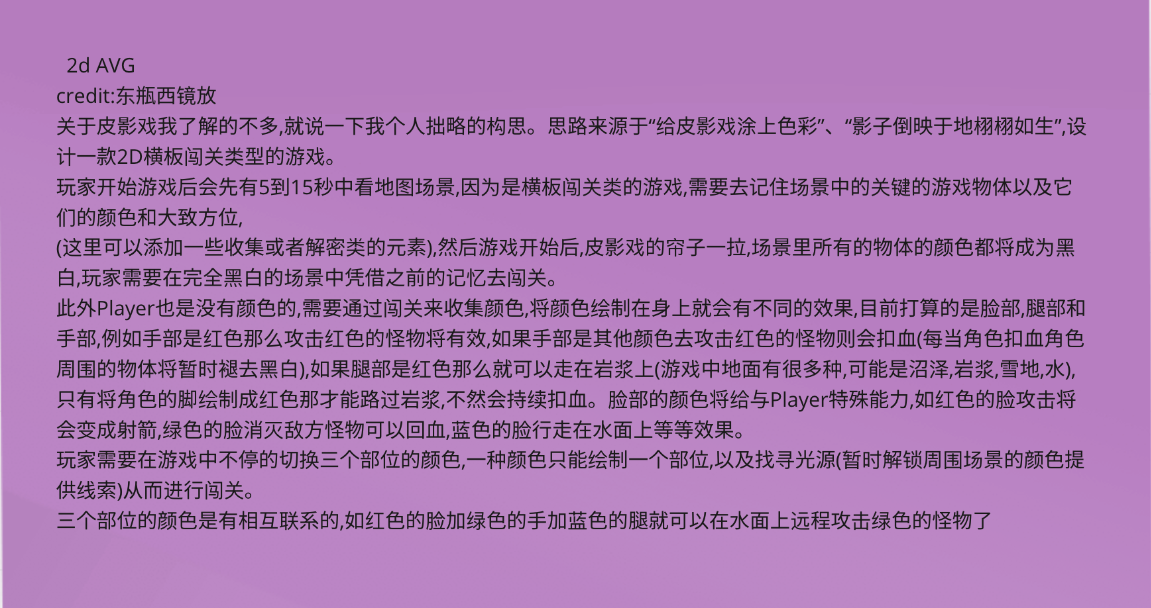 2d AVG
credit:东瓶西镜放
关于皮影戏我了解的不多,就说一下我个人拙略的构思。思路来源于“给皮影戏涂上色彩”、“影子倒映于地栩栩如生”,设
计一款2D横板闯关类型的游戏。
玩家开始游戏后会先有5到15秒中看地图场景,因为是横板闯关类的游戏,需要去记住场景中的关键的游戏物体以及它
们的颜色和大致方位,
(这里可以添加一些收集或者解密类的元素),然后游戏开始后,皮影戏的帘子一拉,场景里所有的物体的颜色都将成为黑
白,玩家需要在完全黑白的场景中凭借之前的记忆去闯关。
此外Player也是没有颜色的,需要通过闯关来收集颜色,将颜色绘制在身上就会有不同的效果,目前打算的是脸部,腿部和
手部,例如手部是红色那么攻击红色的怪物将有效,如果手部是其他颜色去攻击红色的怪物则会扣血(每当角色扣血角色
周围的物体将暂时褪去黑白),如果腿部是红色那么就可以走在岩浆上(游戏中地面有很多种,可能是沼泽,岩浆,雪地,水),
只有将角色的脚绘制成红色那才能路过岩浆,不然会持续扣血。脸部的颜色将给与Player特殊能力,如红色的脸攻击将
会变成射箭,绿色的脸消灭敌方怪物可以回血,蓝色的脸行走在水面上等等效果。
玩家需要在游戏中不停的切换三个部位的颜色,一种颜色只能绘制一个部位,以及找寻光源(暂时解锁周围场景的颜色提
供线索)从而进行闯关。
三个部位的颜色是有相互联系的,如红色的脸加绿色的手加蓝色的腿就可以在水面上远程攻击绿色的怪物了